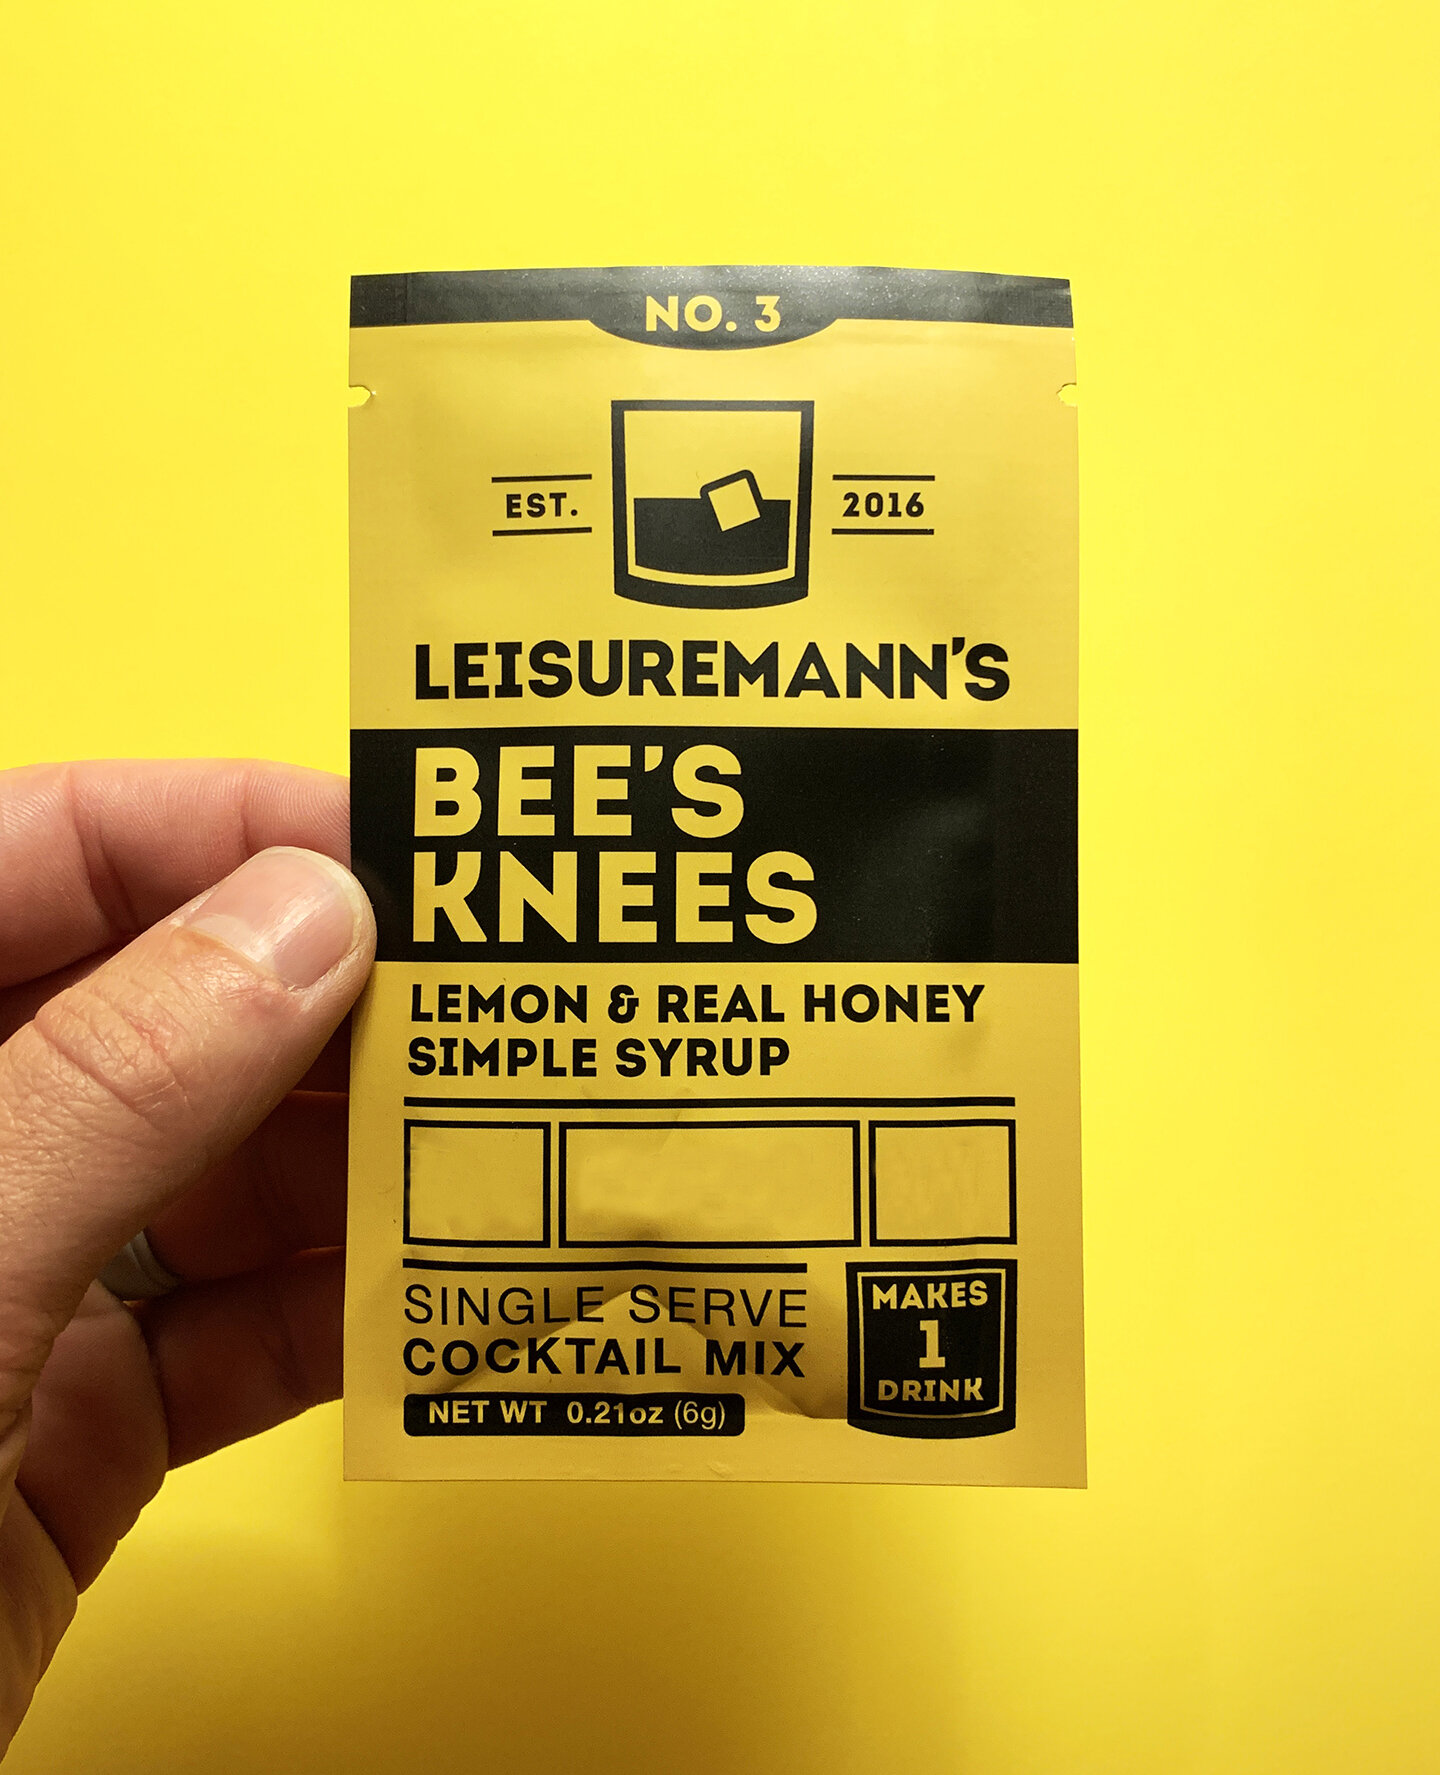 NO. 3
EST. 2016
LEISUREMANN'S
BEE'S
KNEES
LEMON & REAL HONEY
SIMPLE SYRUP
SINGLE SERVE
COCKTAIL MIX
NET WT 0.21oz (6g)
MAKES
1
DRINK